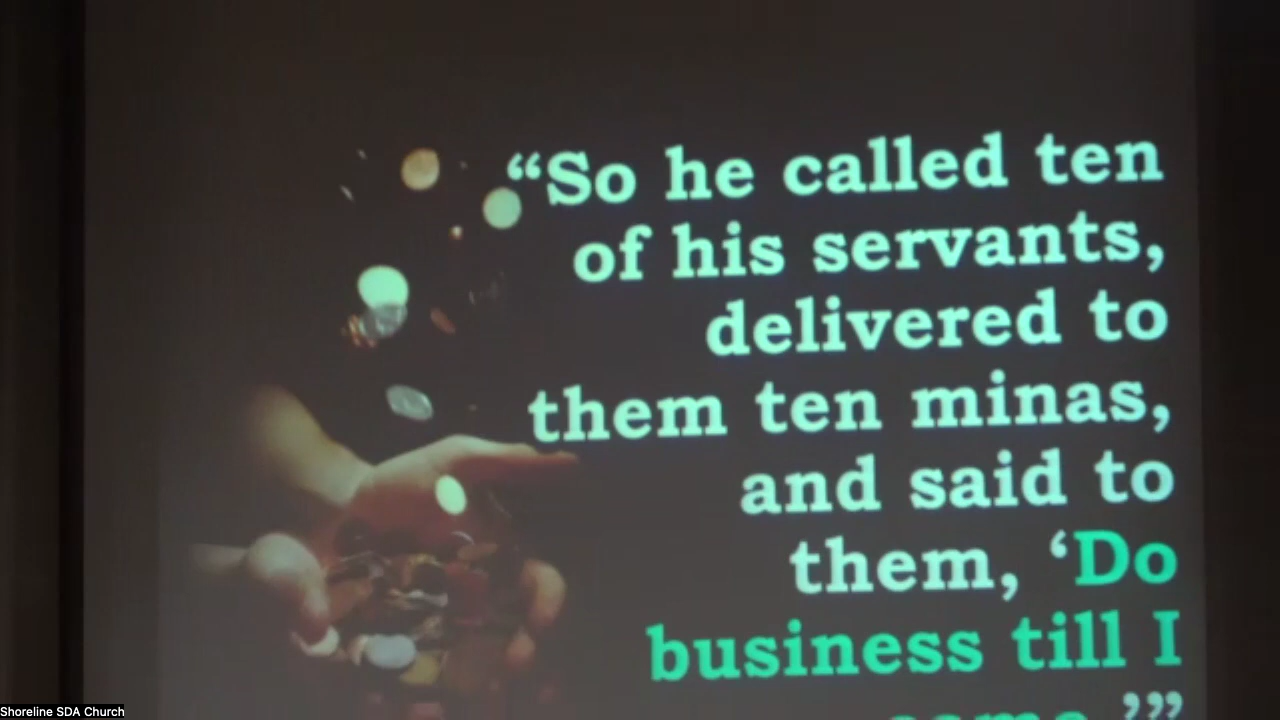 “So he called ten
of his servants,
delivered to
them ten minas,
and said to
them, ‘Do
business till I
come.’”
Shoreline SDA Church